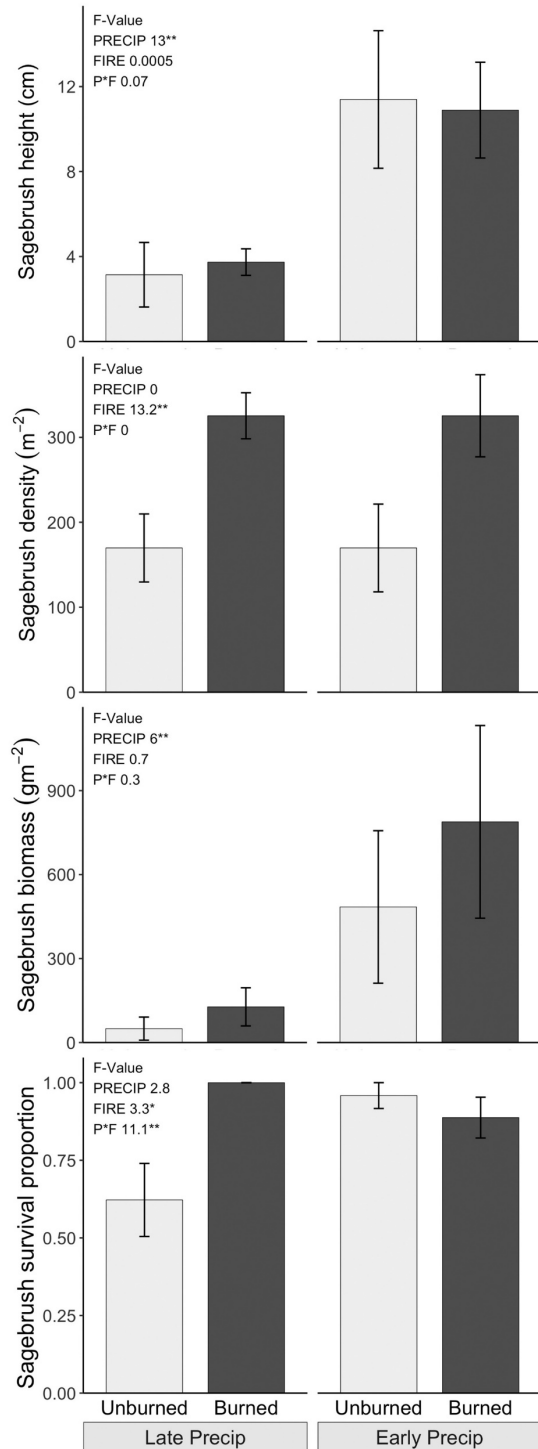 F-Value
PRECIP 13**
FIRE 0.0005
P*F 0.07
Sagebrush height (cm)
12
8
4
0
F-Value
PRECIP 0
FIRE 13.2**
P*F 0
Sagebrush density (m⁻²)
300
200
100
0
F-Value
PRECIP 6**
FIRE 0.7
P*F 0.3
Sagebrush biomass (gm⁻²)
900
600
300
0
F-Value
PRECIP 2.8
FIRE 3.3*
P*F 11.1**
Sagebrush survival proportion
1.00
0.75
0.50
0.25
0.00
Unburned Burned Unburned Burned
Late Precip Early Precip